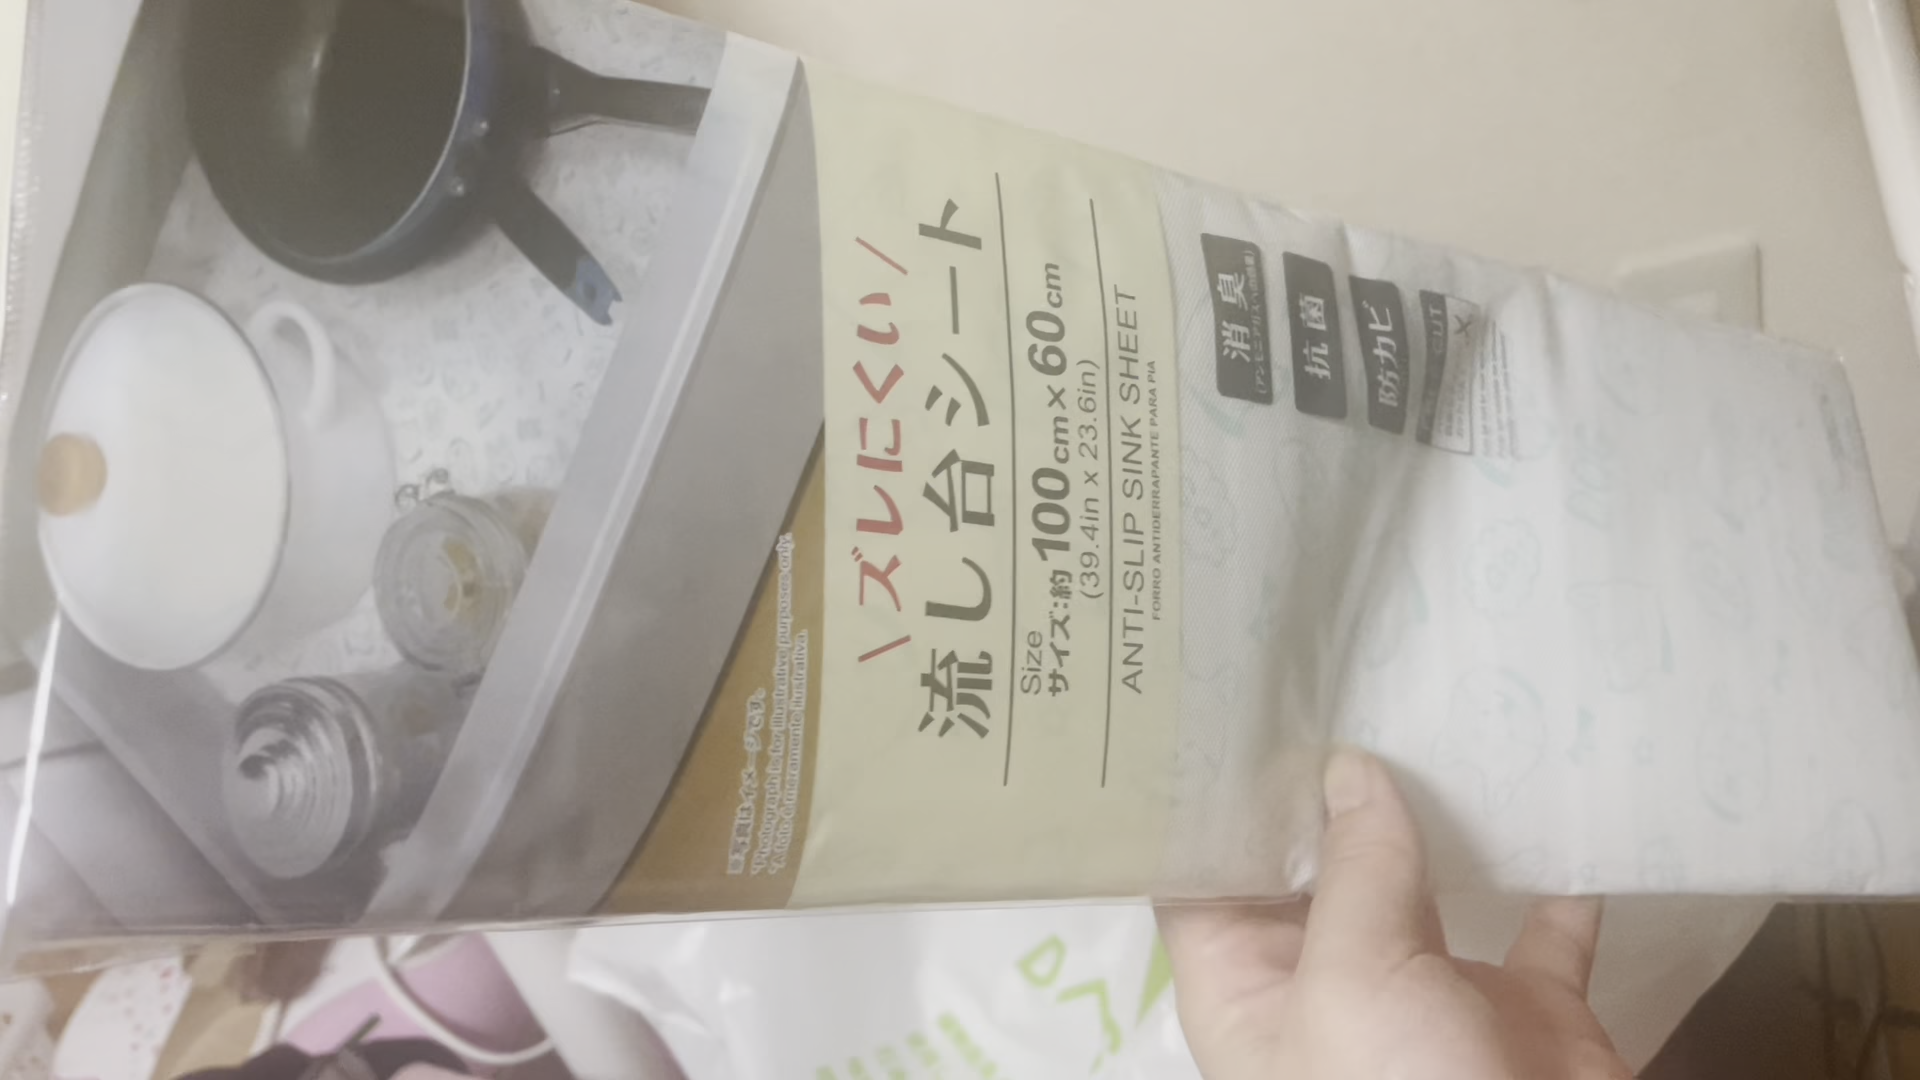 \ズレにくい/
流し台シート
Size
サイズ:約100cm×60cm
(39.4in x 23.6in)
ANTI-SLIP SINK SHEET
FORRO ANTIDERRAPANTE PARA PIA
消臭
抗菌
防カビ
CUT
※写真はイメージです。
*Photograph is for illustrative purposes only.
*A foto é meramente ilustrativa.